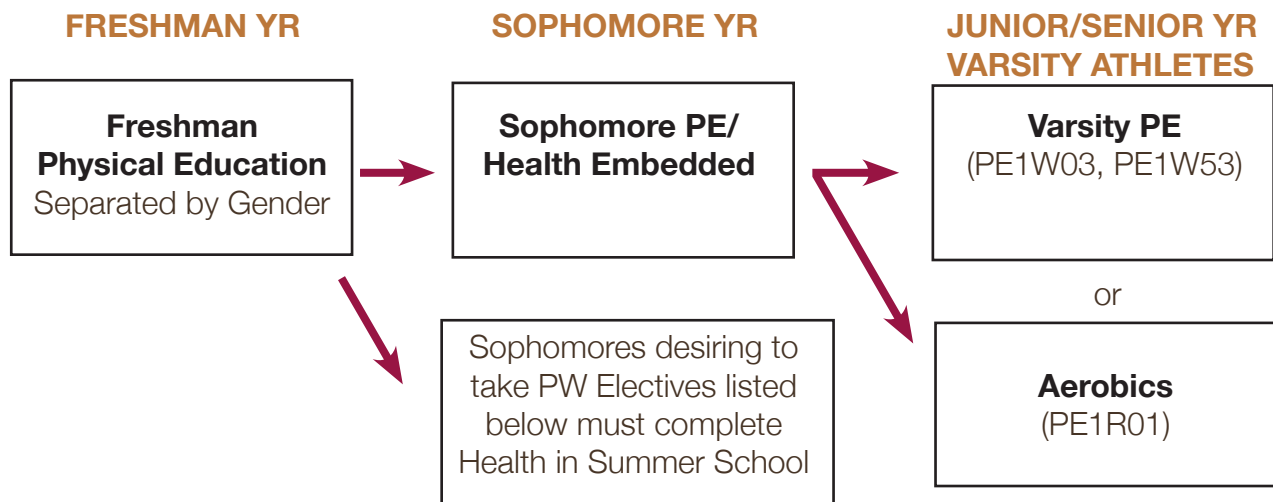 FRESHMAN YR
Freshman
Physical Education
Separated by Gender
SOPHOMORE YR
Sophomore PE/
Health Embedded
Sophomores desiring to
take PW Electives listed
below must complete
Health in Summer School
JUNIOR/SENIOR YR
VARSITY ATHLETES
Varsity PE
(PE1W03, PE1W53)
or
Aerobics
(PE1R01)